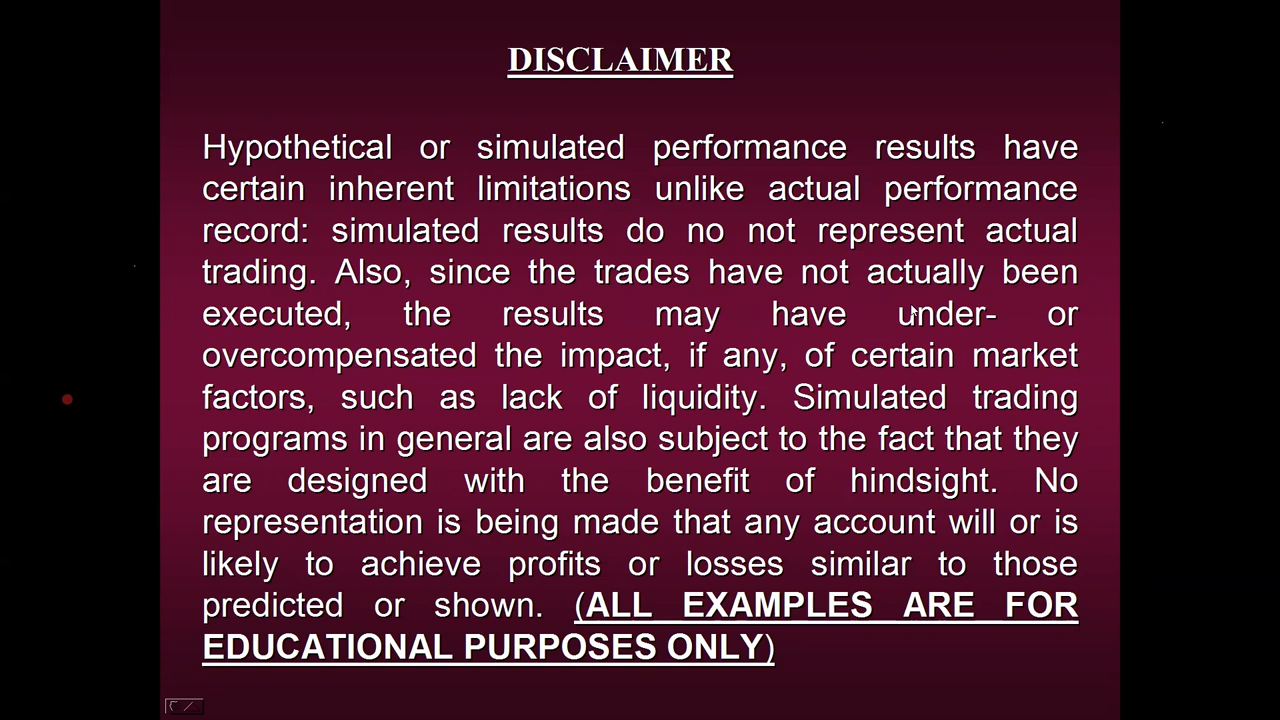 DISCLAIMER
Hypothetical or simulated performance results have
certain inherent limitations unlike actual performance
record: simulated results do no not represent actual
trading. Also, since the trades have not actually been
executed, the results may have under- or
overcompensated the impact, if any, of certain market
factors, such as lack of liquidity. Simulated trading
programs in general are also subject to the fact that they
are designed with the benefit of hindsight. No
representation is being made that any account will or is
likely to achieve profits or losses similar to those
predicted or shown. (ALL EXAMPLES ARE FOR
EDUCATIONAL PURPOSES ONLY)